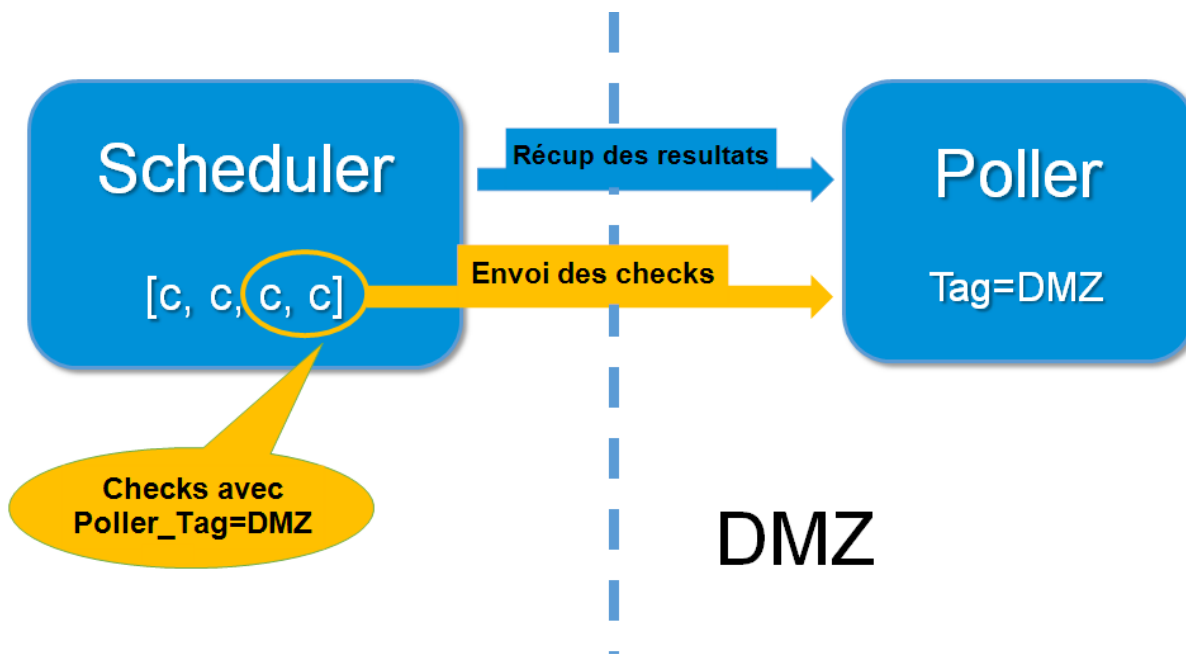 Scheduler
[c, c, c, c]
Récup des resultats
Envoi des checks
Poller
Tag=DMZ
Checks avec
Poller_Tag=DMZ
DMZ